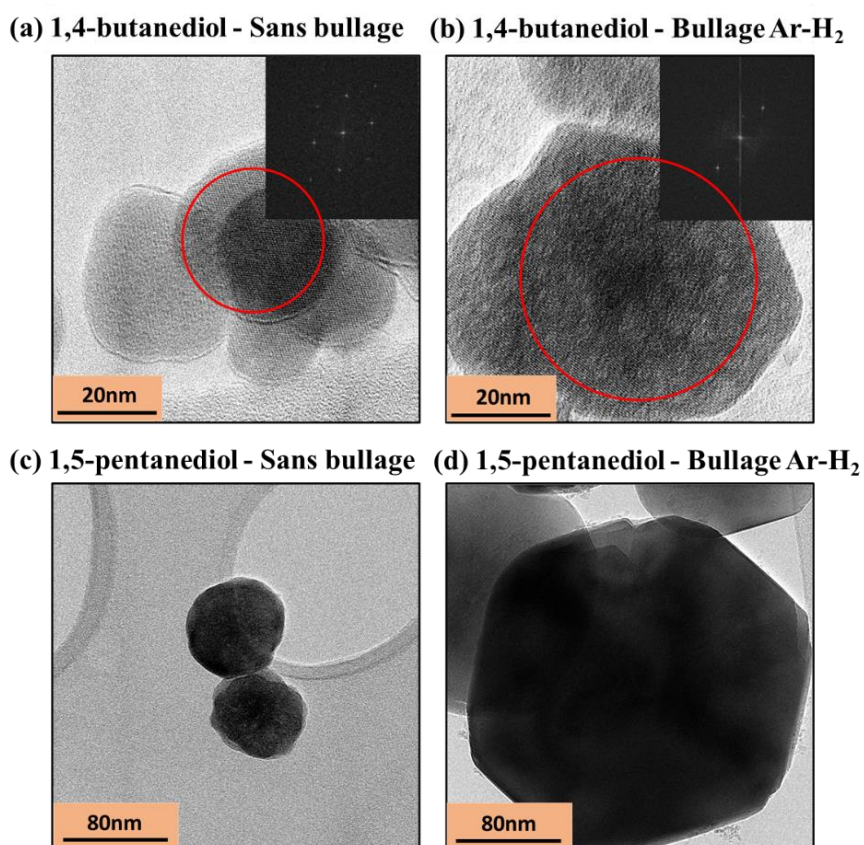 (a) 1,4-butanediol - Sans bullage
(b) 1,4-butanediol - Bullage Ar-H₂
20nm
20nm
(c) 1,5-pentanediol - Sans bullage
(d) 1,5-pentanediol - Bullage Ar-H₂
80nm
80nm